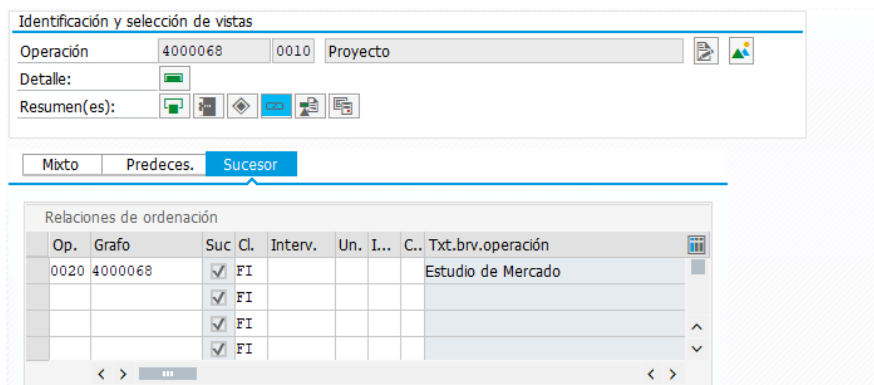 Identificación y selección de vistas
Operación 4000068 0010 Proyecto
Detalle:
Resumen(es):
Mixto Predeces. Sucesor
Relaciones de ordenación
Op. Grafo Suc Cl. Interv. Un. I... C.. Txt.brv.operación
0020 4000068 FI Estudio de Mercado
FI
FI
FI